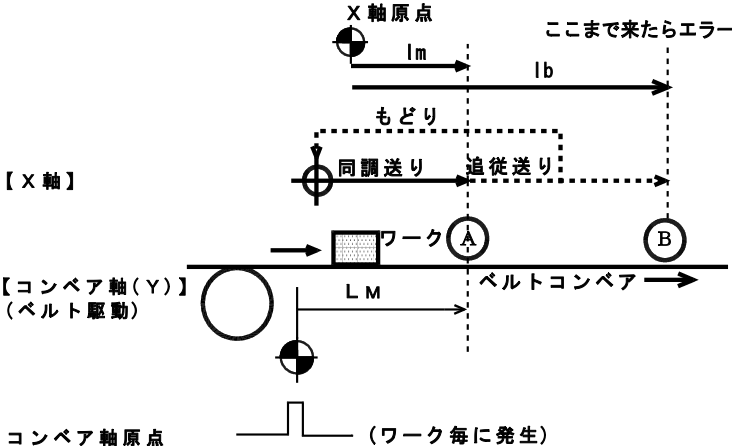 X軸原点
ここまで来たらエラー
lm
lb
もどり
【X軸】
同調送り
追従送り
ワーク
A
B
【コンベア軸(Y)】
(ベルト駆動)
ベルトコンベア
LM
コンベア軸原点
(ワーク毎に発生)